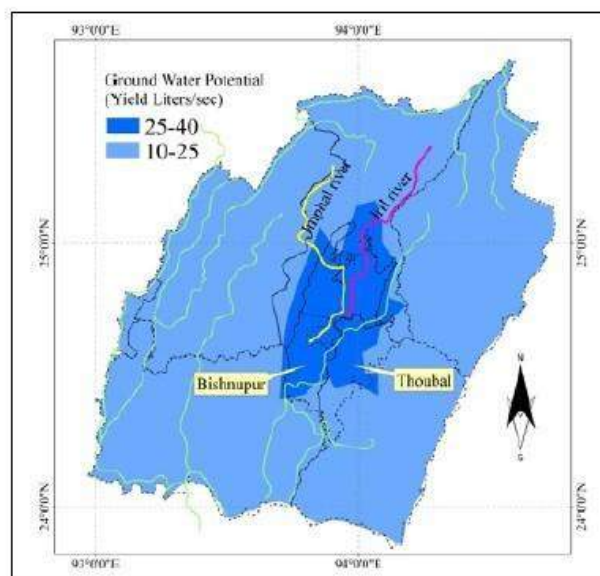 93°0'0"E 94°0'0"E
Ground Water Potential
(Yield Liters/sec)
25-40
10-25
Imphal river
Iril river
25°0'0"N 25°0'0"N
Bishnupur
Thoubal
N
24°0'0"N 24°0'0"N
93°0'0"E 94°0'0"E